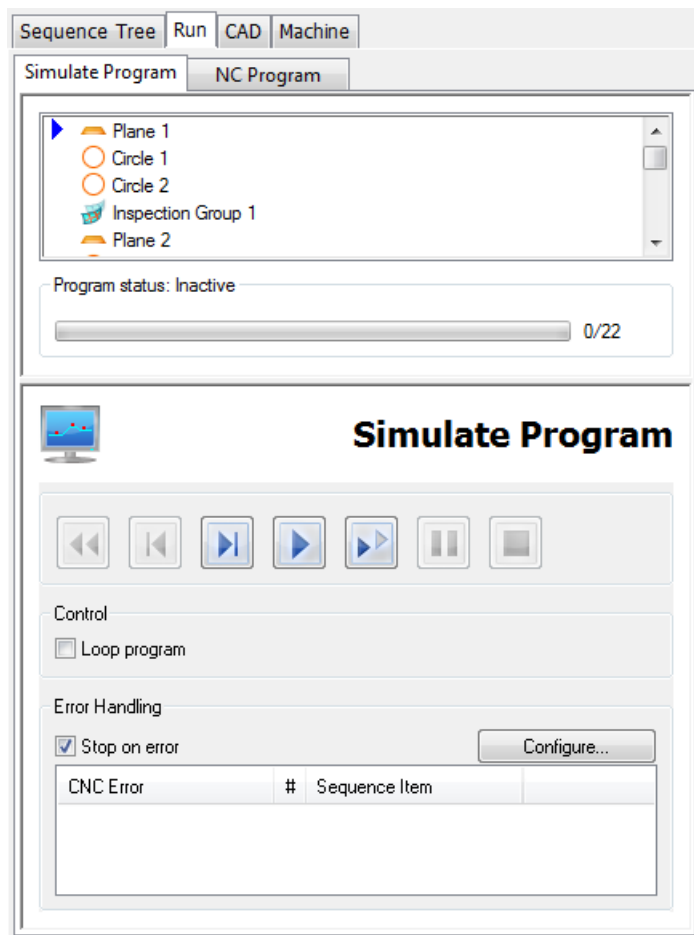 Sequence Tree Run CAD Machine
Simulate Program NC Program
Plane 1
Circle 1
Circle 2
Inspection Group 1
Plane 2
Program status: Inactive
0/22
Simulate Program
Control
Loop program
Error Handling
Stop on error Configure...
CNC Error # Sequence Item